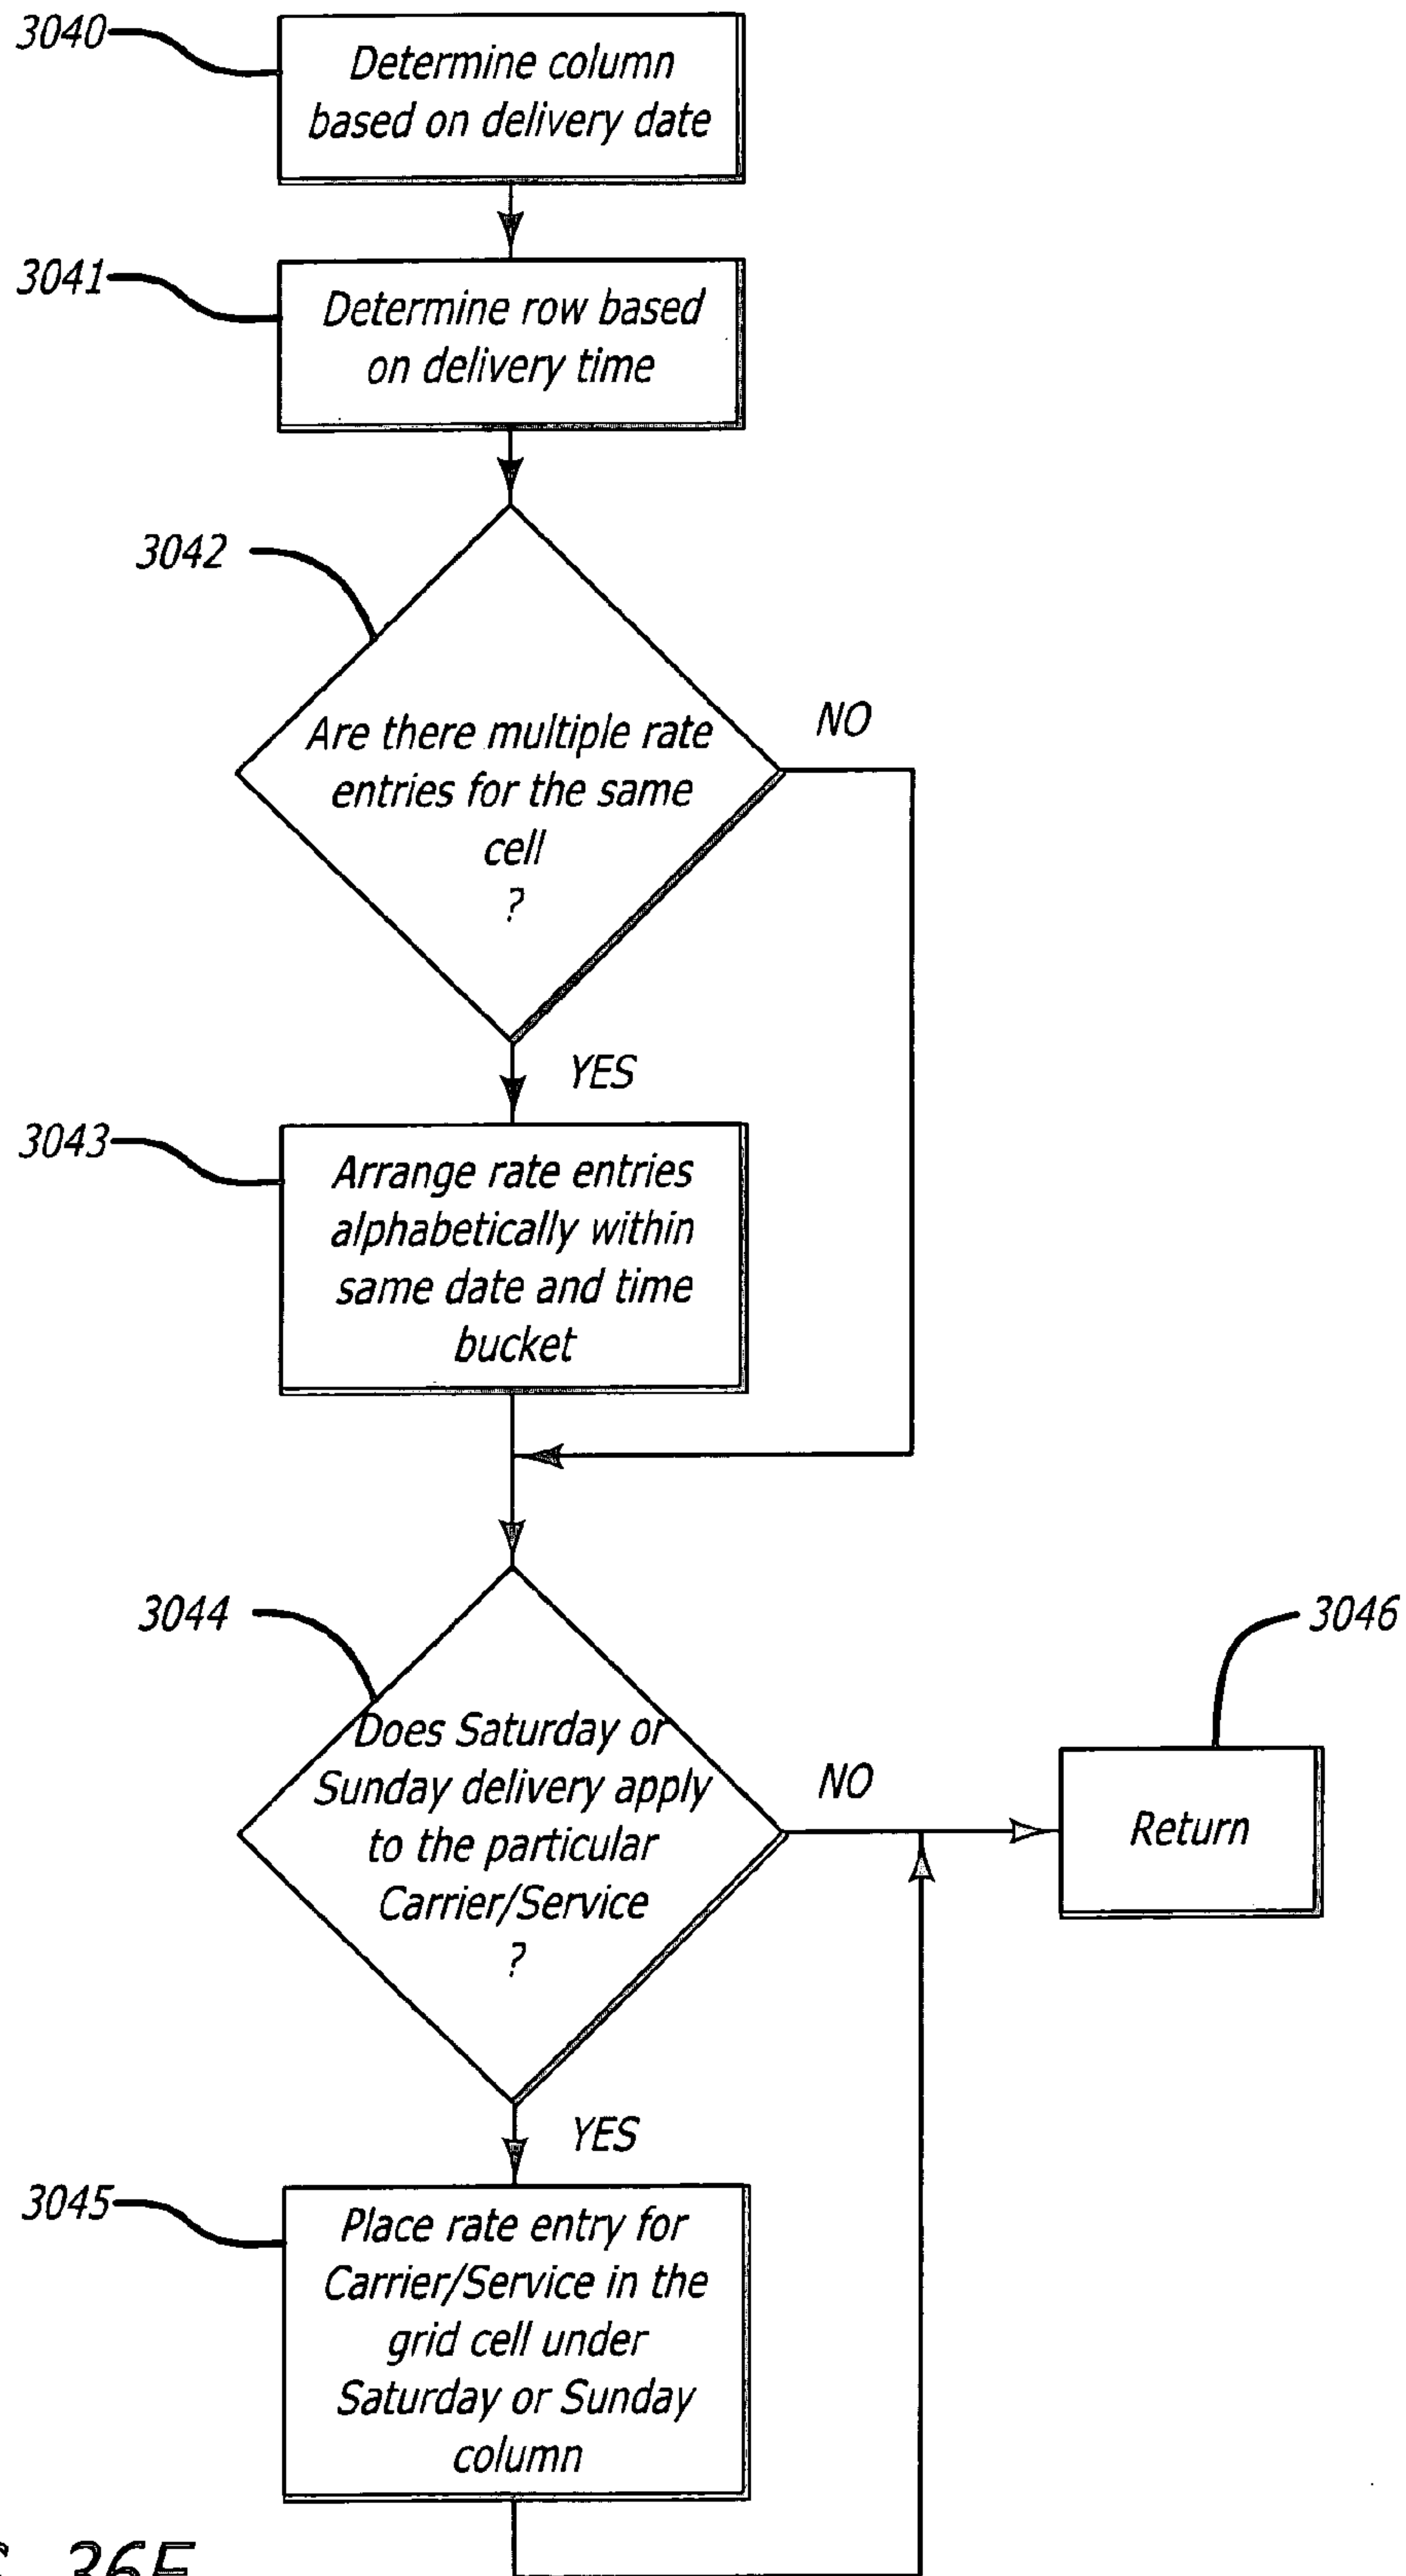 3040
Determine column
based on delivery date
3041
Determine row based
on delivery time
3042
Are there multiple rate
entries for the same
cell
?
NO
YES
3043
Arrange rate entries
alphabetically within
same date and time
bucket
3044
Does Saturday or
Sunday delivery apply
to the particular
Carrier/Service
?
NO
3046
Return
YES
3045
Place rate entry for
Carrier/Service in the
grid cell under
Saturday or Sunday
column